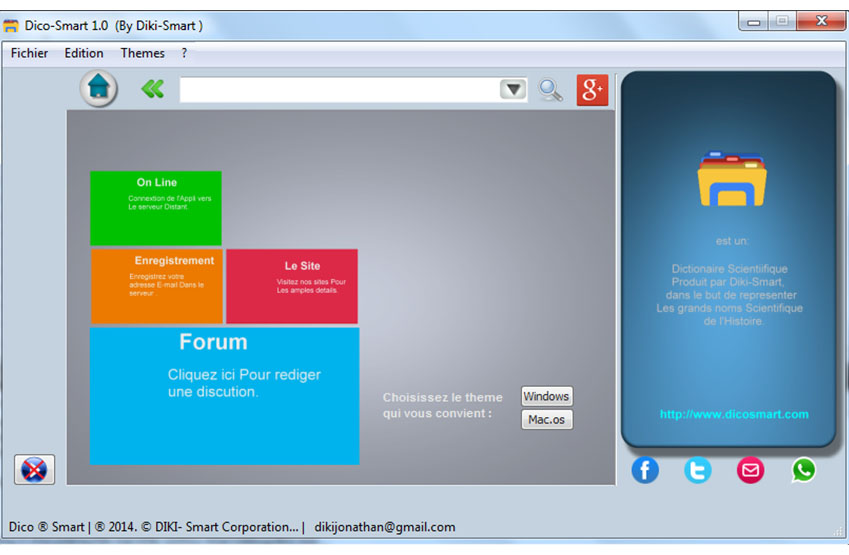 Dico-Smart 1.0 (By Diki-Smart )
Fichier Edition Themes ?
g+
On Line
Connextion de l'Appli vers
Le serveur Distant.
Enregistrement
Enregistrez votre
adresse E-mail Dans le
serveur .
Le Site
Visitez nos sites Pour
Les amples details.
Forum
Cliquez ici Pour rediger
une discution.
Choisissez le theme
qui vous convient :
Windows
Mac.os
est un:
Dictionaire Scientiifique
Produit par Diki-Smart,
dans le but de representer
Les grands noms Scientifique
de l'Histoire.
http://www.dicosmart.com
Dico ® Smart | ® 2014. © DIKI- Smart Corporation... | dikijonathan@gmail.com